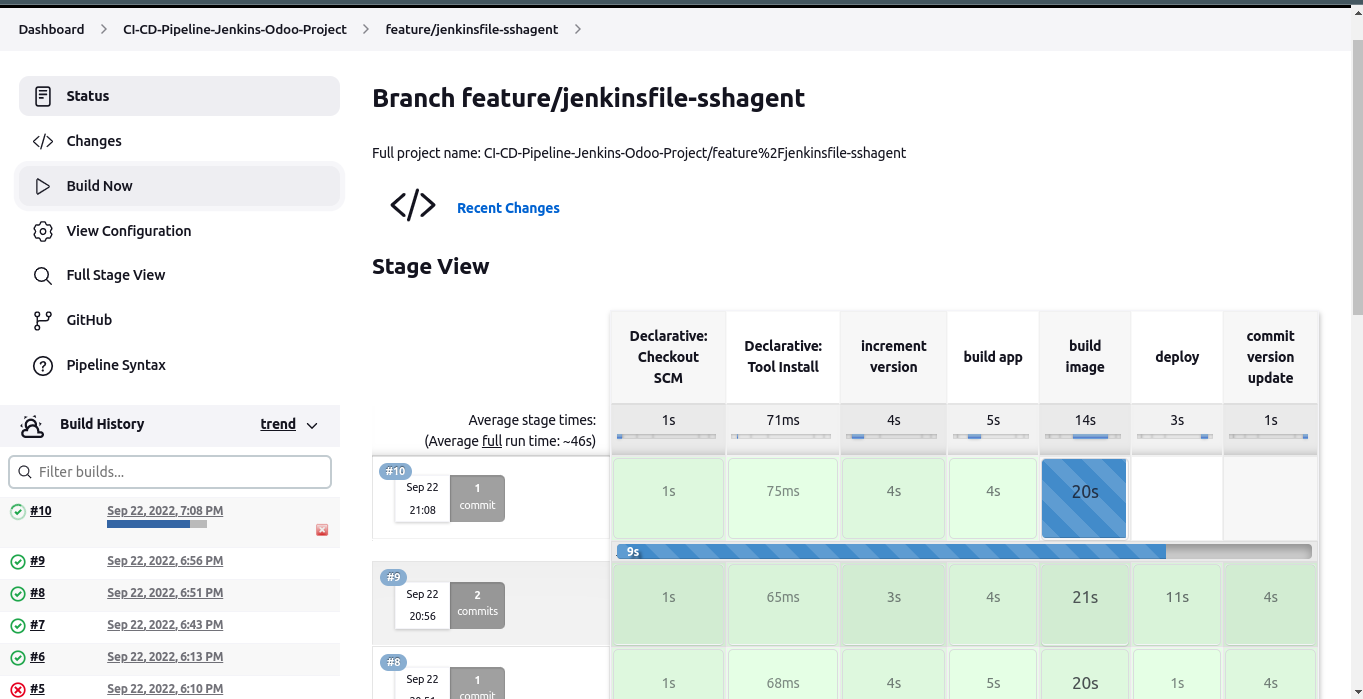 Dashboard > CI-CD-Pipeline-Jenkins-Odoo-Project > feature/jenkinsfile-sshagent >
Status
Changes
Build Now
View Configuration
Full Stage View
GitHub
Pipeline Syntax
Build History
trend
Filter builds...
#10 Sep 22, 2022, 7:08 PM
#9 Sep 22, 2022, 6:56 PM
#8 Sep 22, 2022, 6:51 PM
#7 Sep 22, 2022, 6:43 PM
#6 Sep 22, 2022, 6:13 PM
#5 Sep 22, 2022, 6:10 PM
Branch feature/jenkinsfile-sshagent
Full project name: CI-CD-Pipeline-Jenkins-Odoo-Project/feature%2Fjenkinsfile-sshagent
</> Recent Changes
Stage View
Declarative:
Checkout
SCM
Declarative:
Tool Install
increment
version
build app
build
image
deploy
commit
version
update
Average stage times:
(Average full run time: ~46s)
1s 71ms 4s 5s 14s 3s 1s
#10
Sep 22
21:08
1
commit
1s 75ms 4s 4s 20s
9s
#9
Sep 22
20:56
2
commits
1s 65ms 3s 4s 21s 11s 4s
#8
Sep 22
20:51
1
commit
1s 68ms 4s 5s 20s 1s 4s